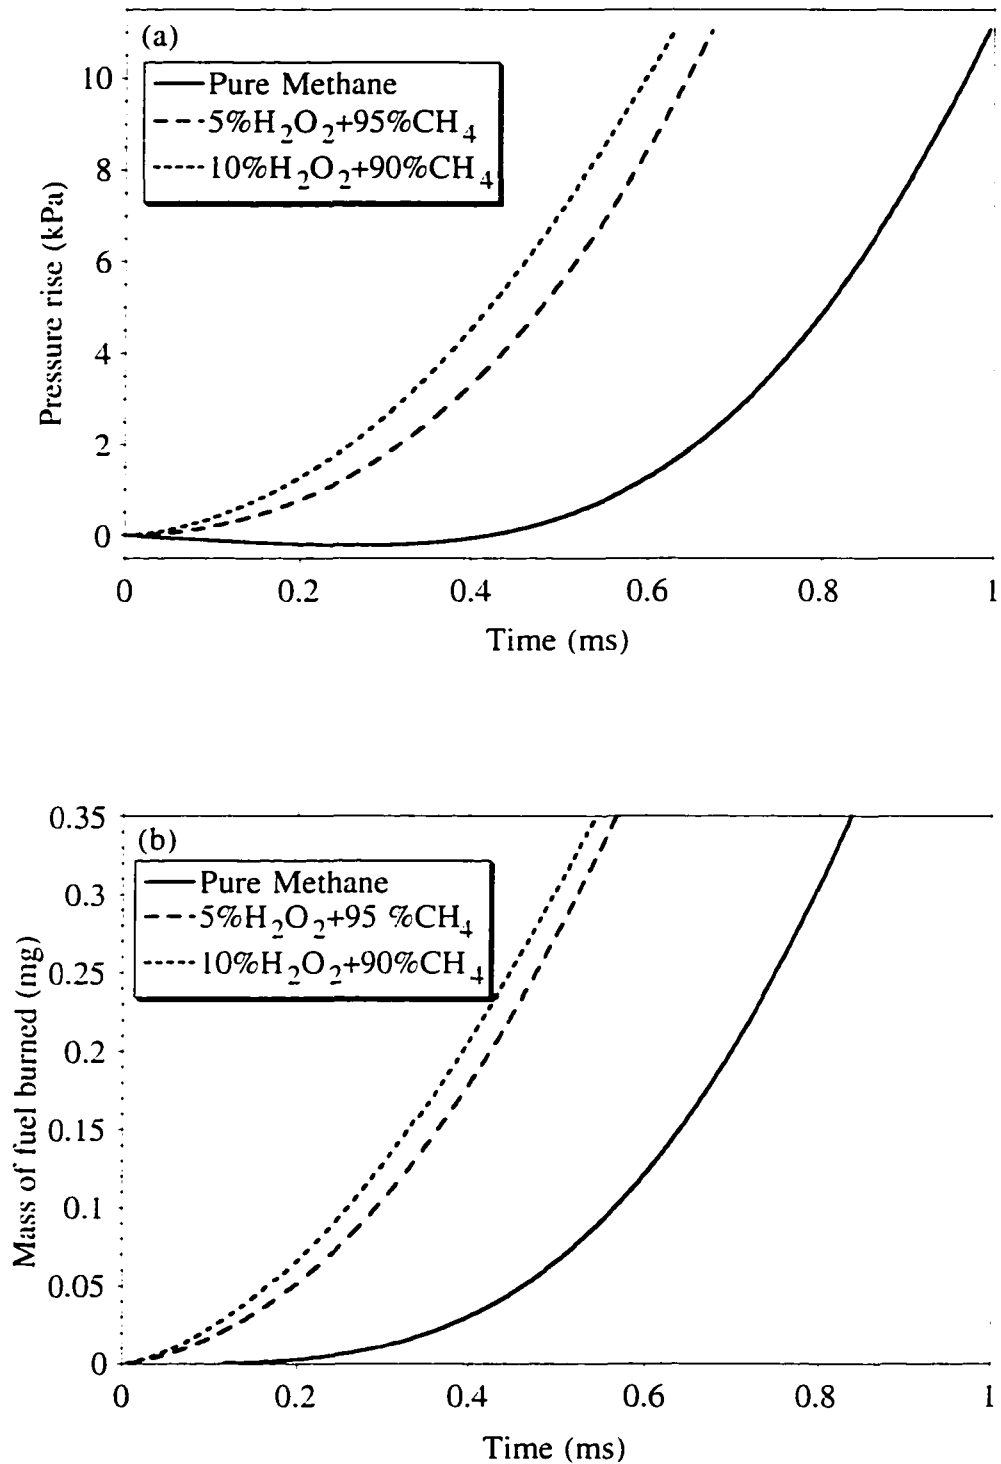 (a)
Pure Methane
5%H₂O₂+95%CH₄
10%H₂O₂+90%CH₄
Pressure rise (kPa)
10
8
6
4
2
0
0 0.2 0.4 0.6 0.8 1
Time (ms)
(b)
Pure Methane
5%H₂O₂+95 %CH₄
10%H₂O₂+90%CH₄
Mass of fuel burned (mg)
0.35
0.3
0.25
0.2
0.15
0.1
0.05
0
0 0.2 0.4 0.6 0.8 1
Time (ms)